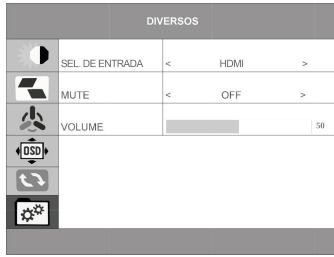 DIVERSOS
SEL. DE ENTRADA < HDMI >
MUTE < OFF >
VOLUME 50
OSD